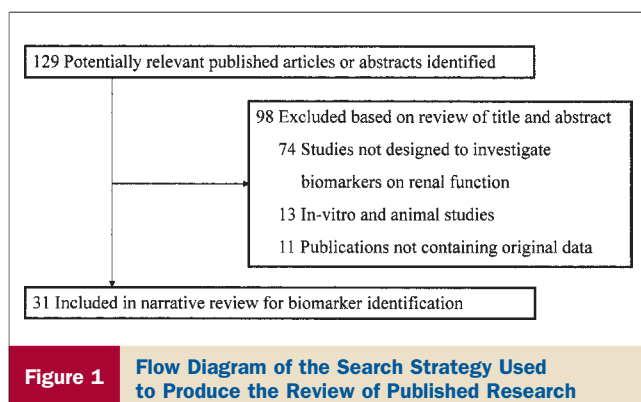 129 Potentially relevant published articles or abstracts identified
98 Excluded based on review of title and abstract
74 Studies not designed to investigate
biomarkers on renal function
13 In-vitro and animal studies
11 Publications not containing original data
31 Included in narrative review for biomarker identification
Figure 1
Flow Diagram of the Search Strategy Used
to Produce the Review of Published Research